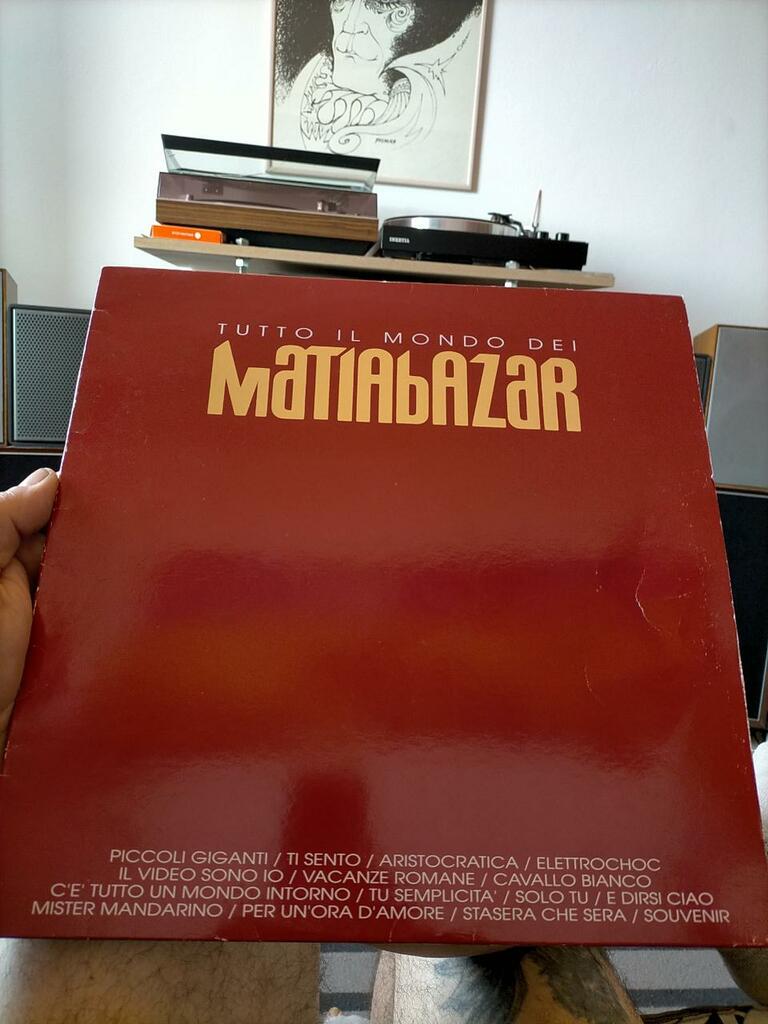 INERTIA
TUTTO IL MONDO DEI
MATIABAZAR
PICCOLI GIGANTI / TI SENTO / ARISTOCRATICA / ELETTROCHOC
IL VIDEO SONO IO / VACANZE ROMANE / CAVALLO BIANCO
C'E' TUTTO UN MONDO INTORNO / TU SEMPLICITA' / SOLO TU / E DIRSI CIAO
MISTER MANDARINO / PER UN'ORA D'AMORE / STASERA CHE SERA / SOUVENIR